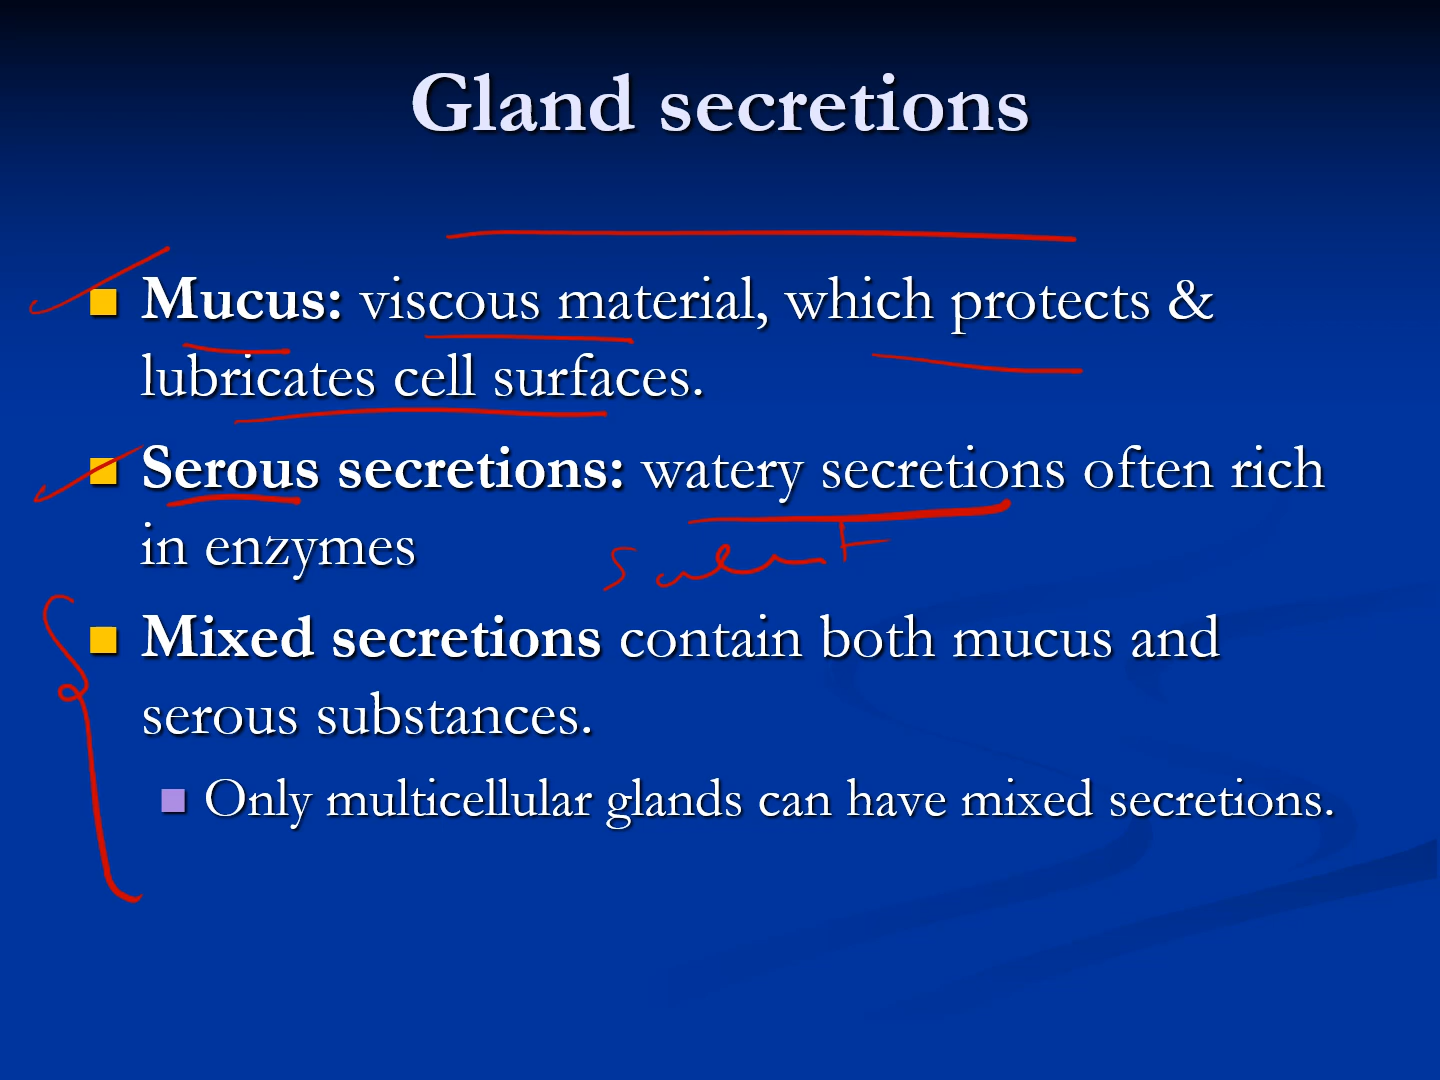 Gland secretions
Mucus: viscous material, which protects &
lubricates cell surfaces.
Serous secretions: watery secretions often rich
in enzymes
Mixed secretions contain both mucus and
serous substances.
Only multicellular glands can have mixed secretions.